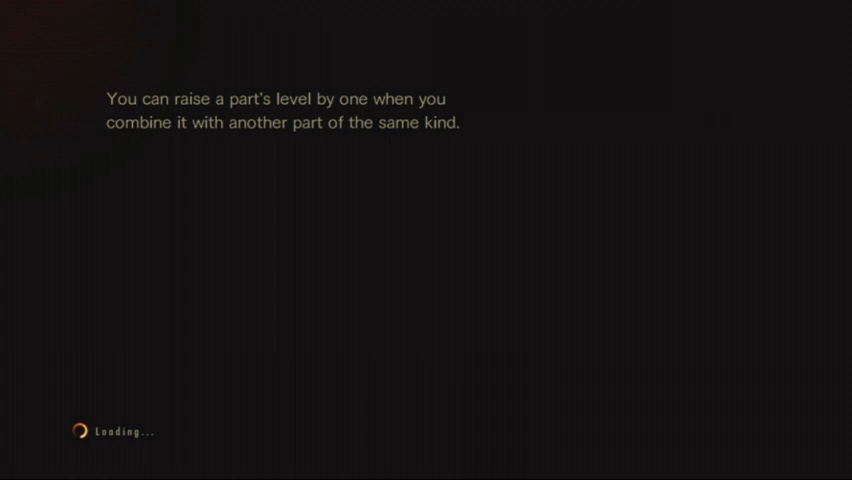 You can raise a part's level by one when you
combine it with another part of the same kind.
Loading...